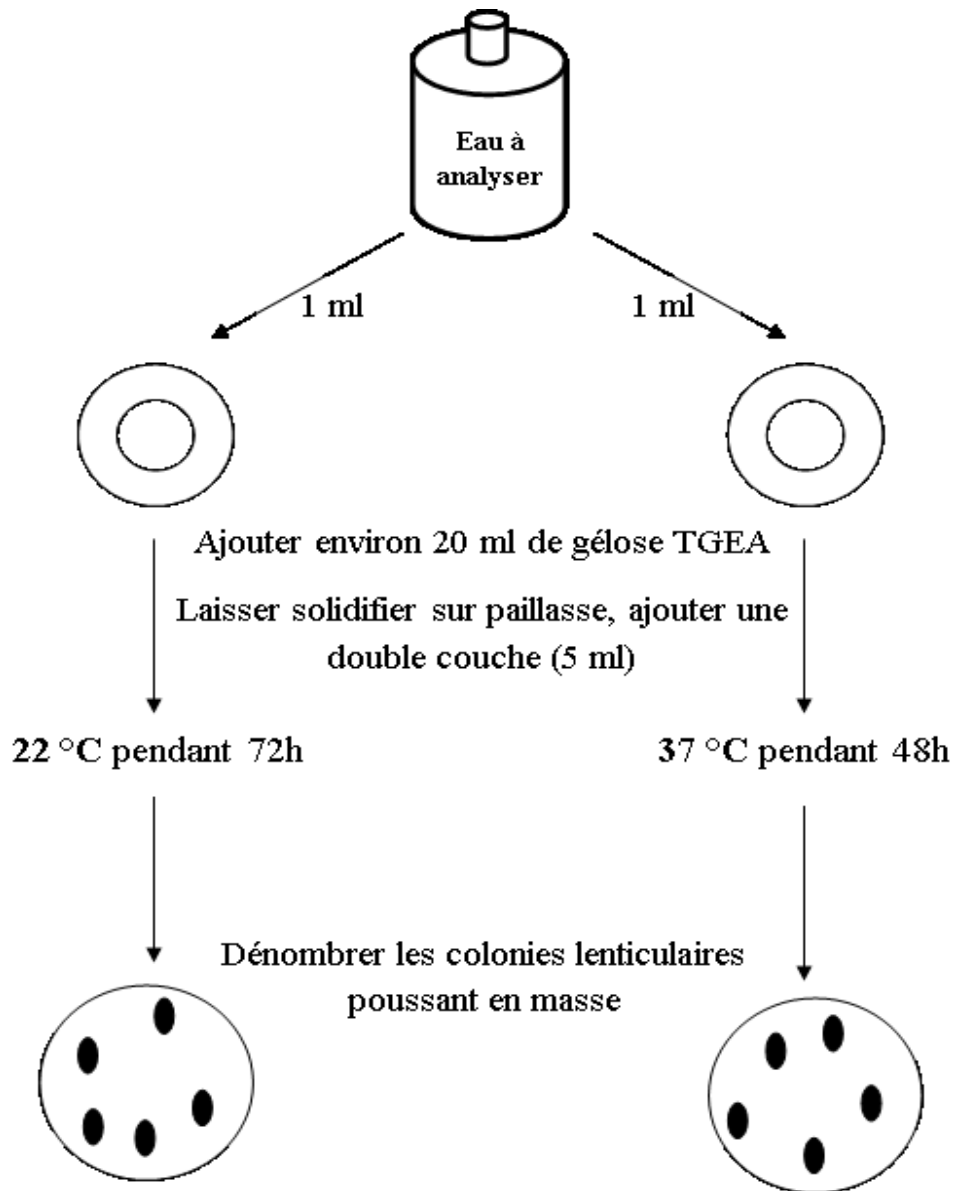 Eau à
analyser
1 ml
1 ml
Ajouter environ 20 ml de gélose TGEA
Laisser solidifier sur paillasse, ajouter une
double couche (5 ml)
22 °C pendant 72h
37 °C pendant 48h
Dénombrer les colonies lenticulaires
poussant en masse